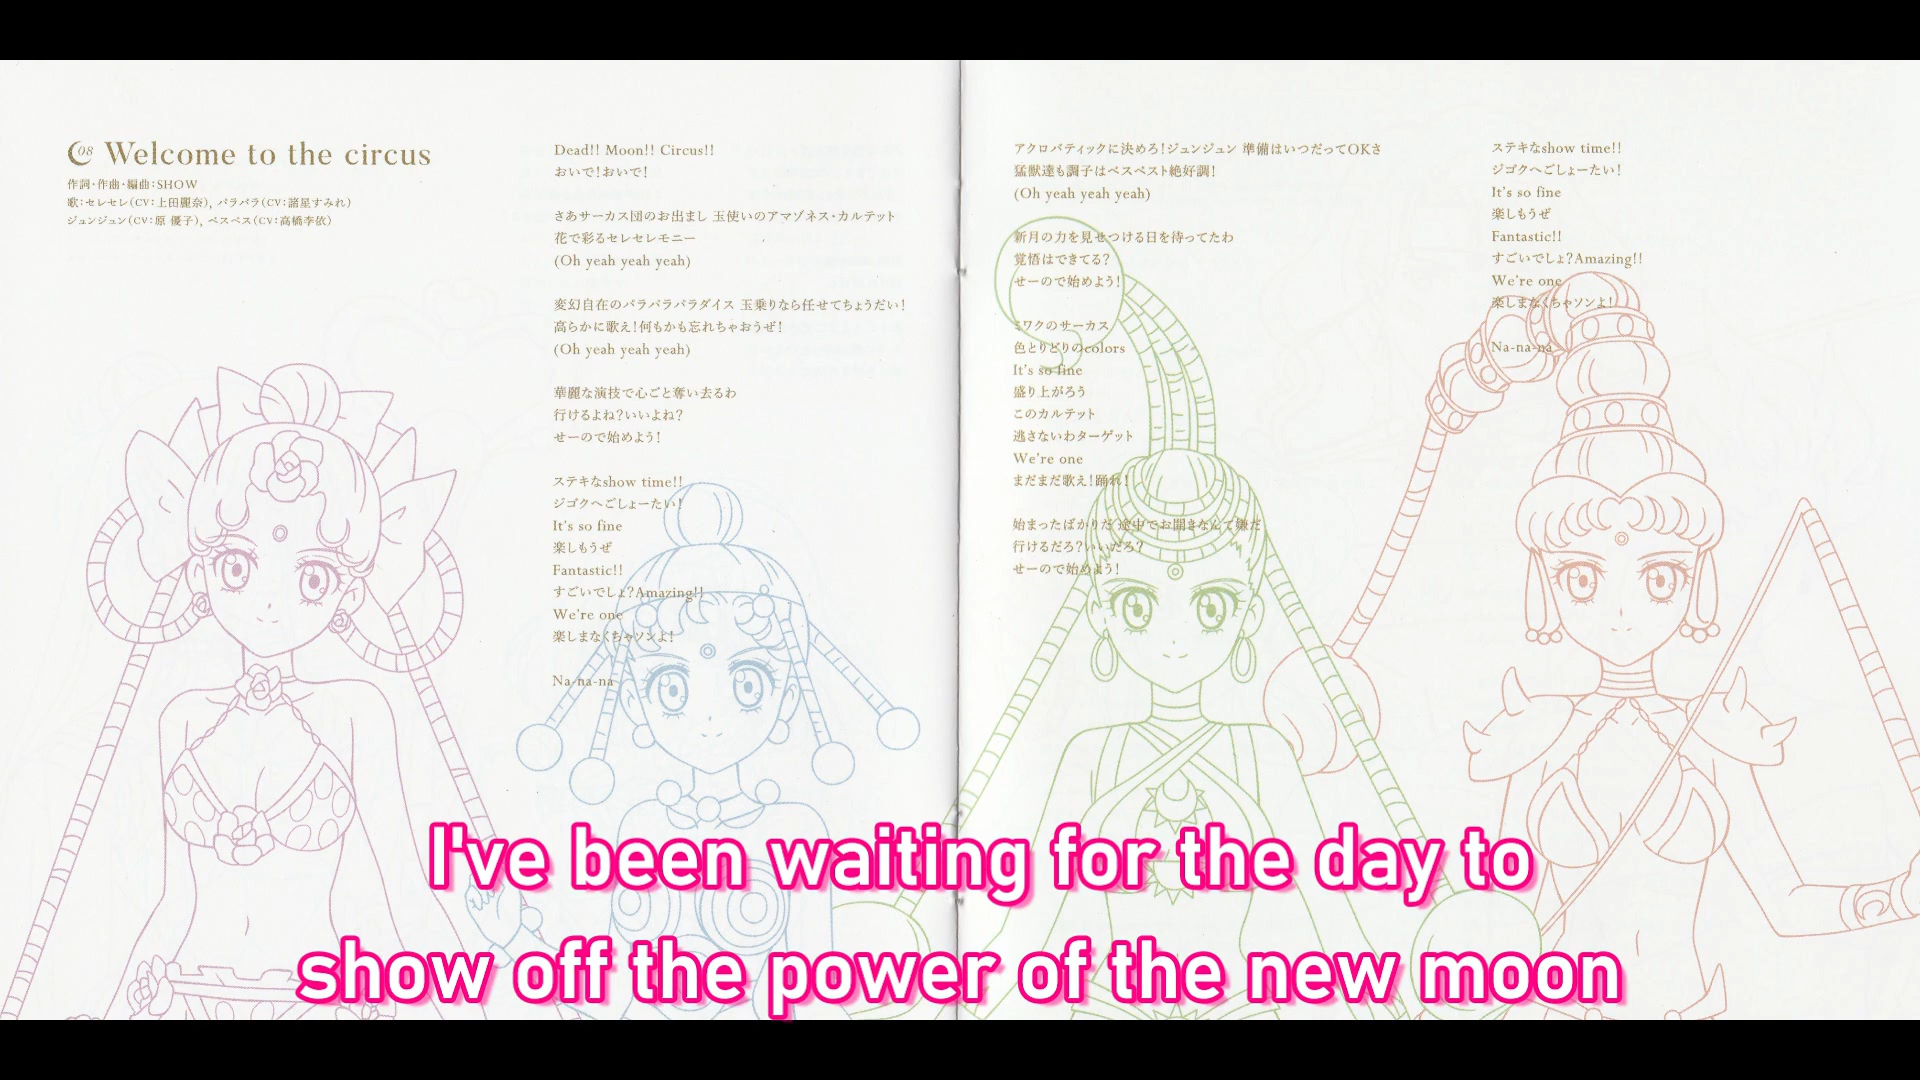 08 Welcome to the circus
作詞・作曲・編曲：SHOW
歌：セレセレ（CV：上田麗奈）, パラパラ（CV：諸星すみれ）
ジュンジュン（CV：原 優子）, ベスベス（CV：高橋李依）
Dead!! Moon!! Circus!!
おいで！おいで！
さあサーカス団のお出まし 玉使いのアマゾネス・カルテット
花で彩るセレセレモニー
(Oh yeah yeah yeah)
変幻自在のパラパラパラダイス 玉乗りなら任せてちょうだい！
高らかに歌え！何もかも忘れちゃおうぜ！
(Oh yeah yeah yeah)
華麗な演技で心ごと奪い去るわ
行けるよね？いいよね？
せーので始めよう！
ステキなshow time!!
ジゴクへごしょーたい！
It's so fine
楽しもうぜ
Fantastic!!
すごいでしょ？Amazing!!
We're one
楽しまなくちゃソンよ！
Na-na-na
アクロバティックに決めろ！ジュンジュン 準備はいつだってOKさ
猛獣達も調子はベスベスト絶好調！
(Oh yeah yeah yeah)
新月の力を見せつける日を待ってたわ
覚悟はできてる？
せーので始めよう！
ミワクのサーカス
色とりどりのcolors
It's so fine
盛り上がろう
このカルテット
逃さないわターゲット
We're one
まだまだ歌え！踊れ！
始まったばかりだ 途中でお開きなんて嫌だ
行けるだろ？いいだろ？
せーので始めよう！
ステキなshow time!!
ジゴクへごしょーたい！
It's so fine
楽しもうぜ
Fantastic!!
すごいでしょ？Amazing!!
We're one
楽しまなくちゃソンよ！
Na-na-na
I've been waiting for the day to
show off the power of the new moon